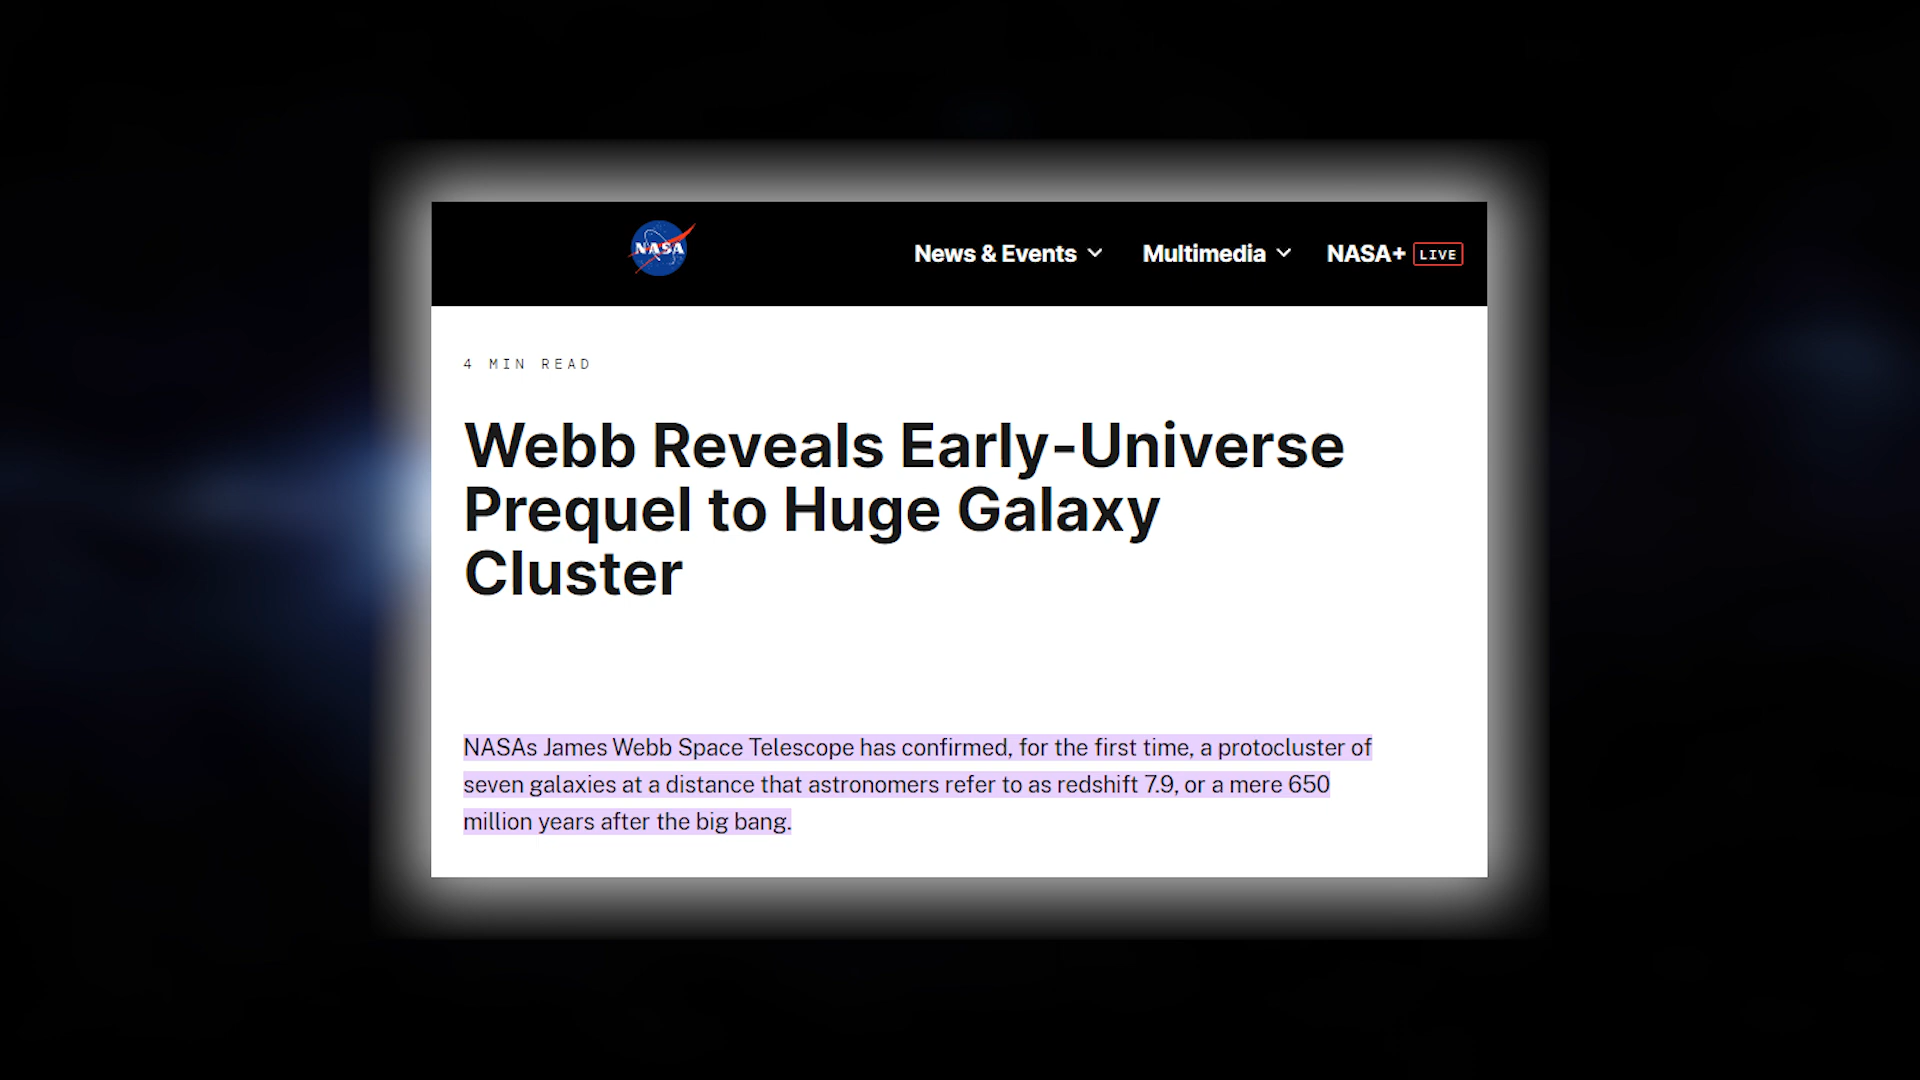 NASA
News & Events
Multimedia
NASA+ LIVE
4 MIN READ
Webb Reveals Early-Universe
Prequel to Huge Galaxy
Cluster
NASAs James Webb Space Telescope has confirmed, for the first time, a protocluster of
seven galaxies at a distance that astronomers refer to as redshift 7.9, or a mere 650
million years after the big bang.